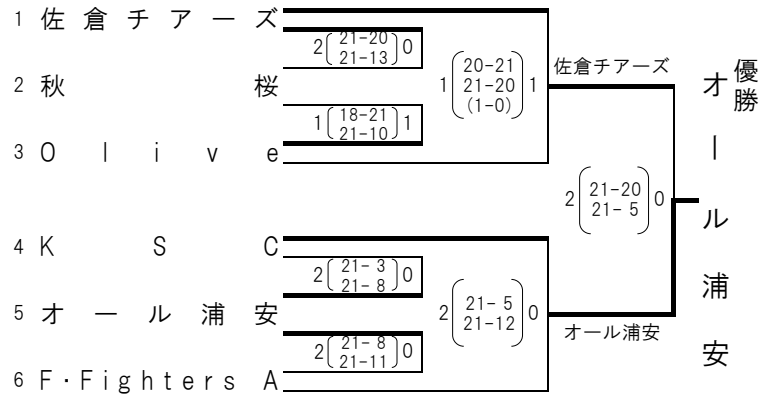 1 佐倉チアーズ
2(21-20 21-13)0
2 秋桜
1(18-21 21-10)1
3 Olive
1(20-21 21-20 (1-0))1
佐倉チアーズ
4 KSC
2(21- 3 21- 8)0
5 オール浦安
2(21- 8 21-11)0
6 F・Fighters A
2(21- 5 21-12)0
オール浦安
2(21-20 21- 5)0
優勝
オール浦安